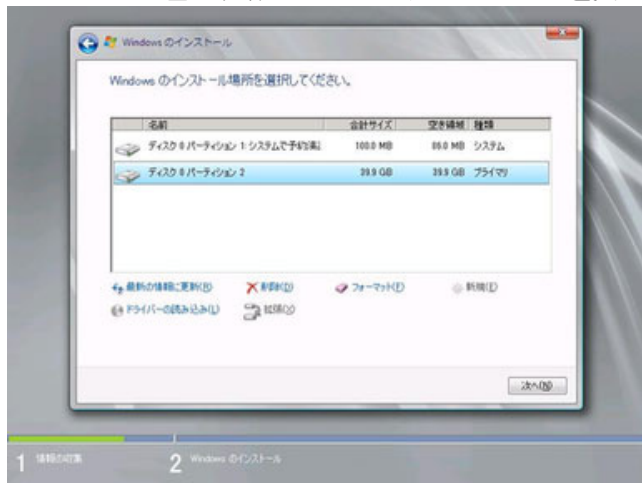 Windows のインストール
Windows のインストール場所を選択してください。
名前 合計サイズ 空き領域 種類
ディスク 0 パーティション 1: システムで予約済み 100.0 MB 86.0 MB システム
ディスク 0 パーティション 2 39.9 GB 39.9 GB プライマリ
最新の情報に更新(R) 削除(D) フォーマット(F) 新規(E)
ドライバーの読み込み(L) 拡張(X)
次へ(N)
1 情報の収集 2 Windows のインストール